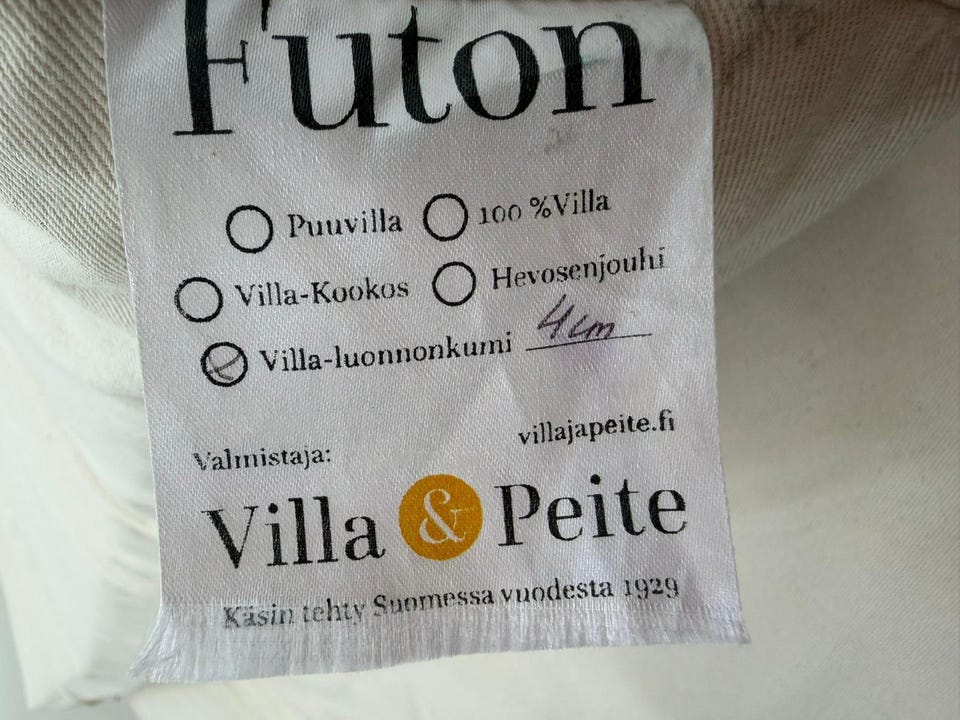 Futon
Puuvilla 100 %Villa
Villa-Kookos Hevosenjouhi
Villa-luonnonkumi 4cm
villajapeite.fi
Valmistaja:
Villa & Peite
Käsin tehty Suomessa vuodesta 1929